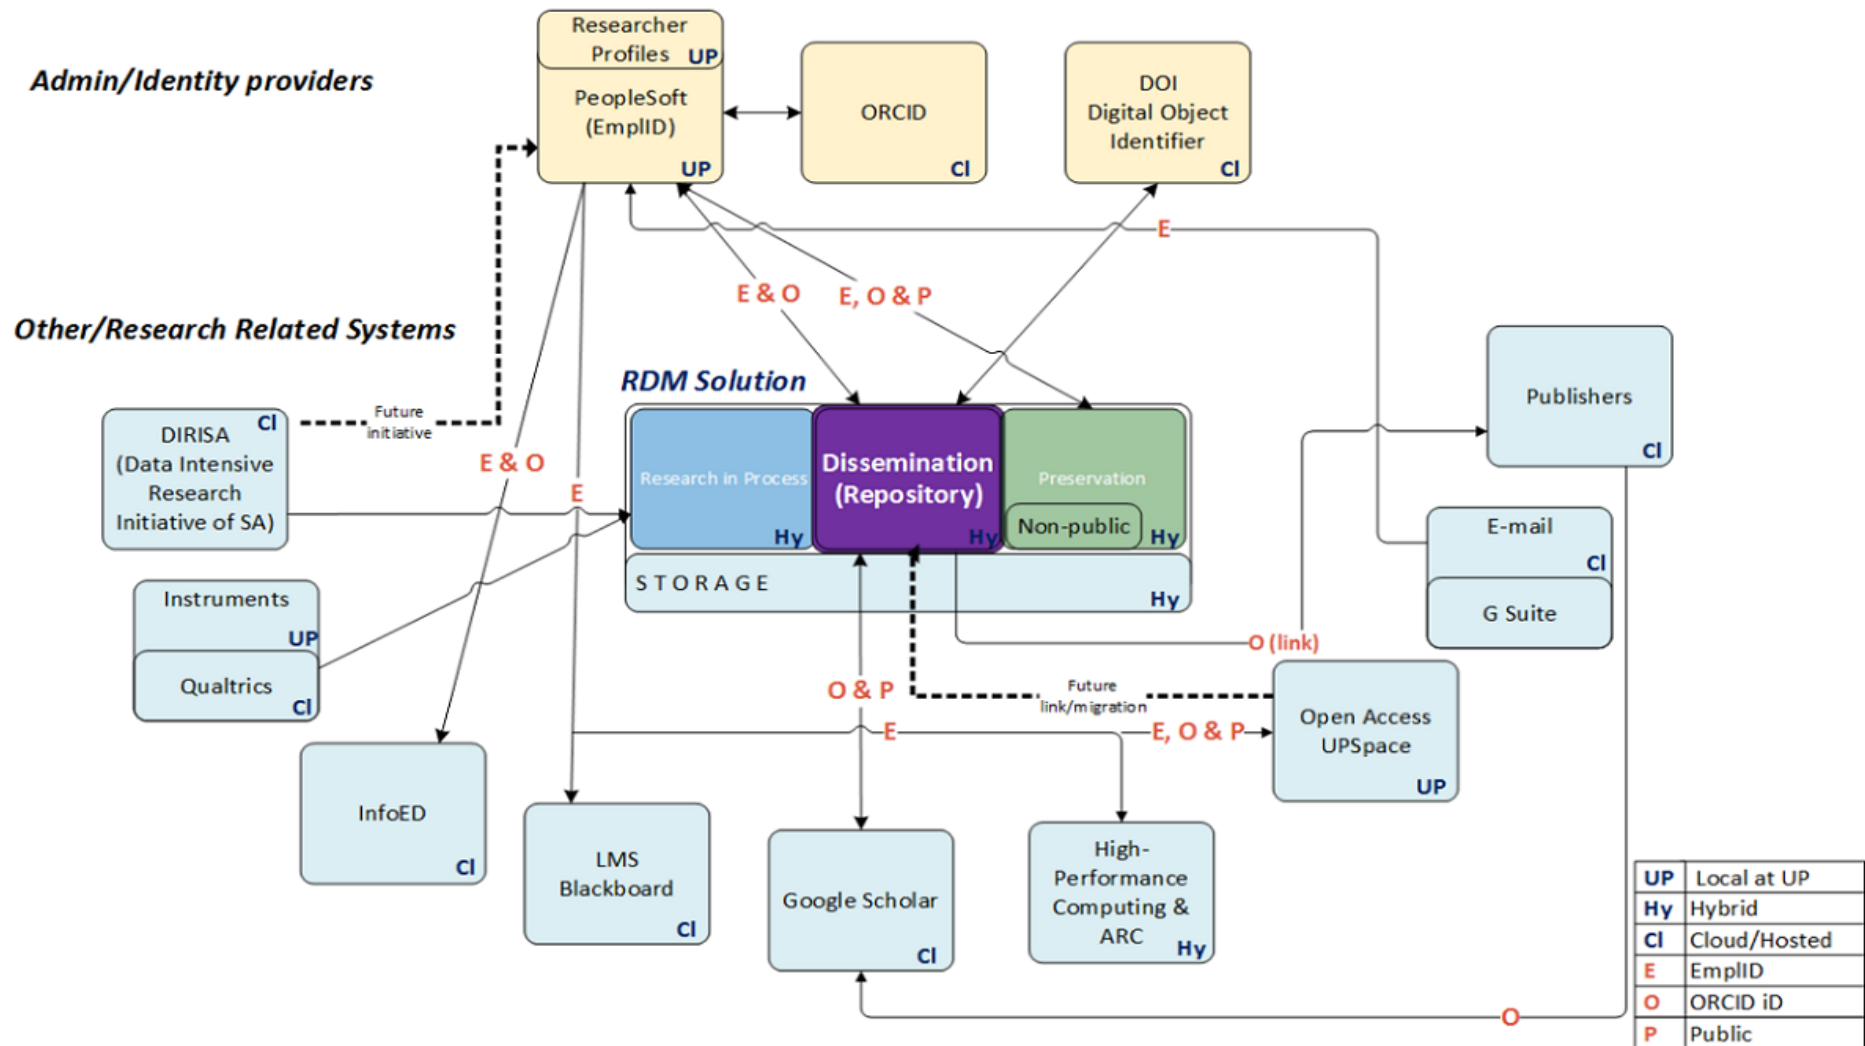 Researcher
Profiles UP
Admin/Identity providers
PeopleSoft
(EmplID)
UP
ORCID
Cl
DOI
Digital Object
Identifier
Cl
E
E & O
E, O & P
Other/Research Related Systems
RDM Solution
Publishers
Cl
Future
initiative
Cl
DIRISA
(Data Intensive
Research
Initiative of SA)
E & O
E
Research in Process
Hy
Dissemination
(Repository)
Hy
Preservation
Non-public
Hy
STORAGE
Hy
E-mail
Cl
G Suite
Instruments
UP
Qualtrics
Cl
O (link)
O & P
Future
link/migration
E
E, O & P
Open Access
UPSpace
UP
InfoED
Cl
LMS
Blackboard
Cl
Google Scholar
Cl
High-
Performance
Computing &
ARC
Hy
O
UP Local at UP
Hy Hybrid
Cl Cloud/Hosted
E EmplID
O ORCID iD
P Public